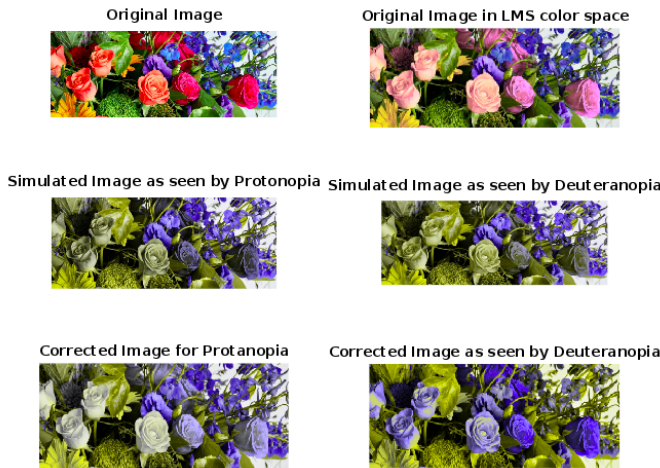 Original Image
Original Image in LMS color space
Simulated Image as seen by Protonopia
Simulated Image as seen by Deuteranopia
Corrected Image for Protanopia
Corrected Image as seen by Deuteranopia